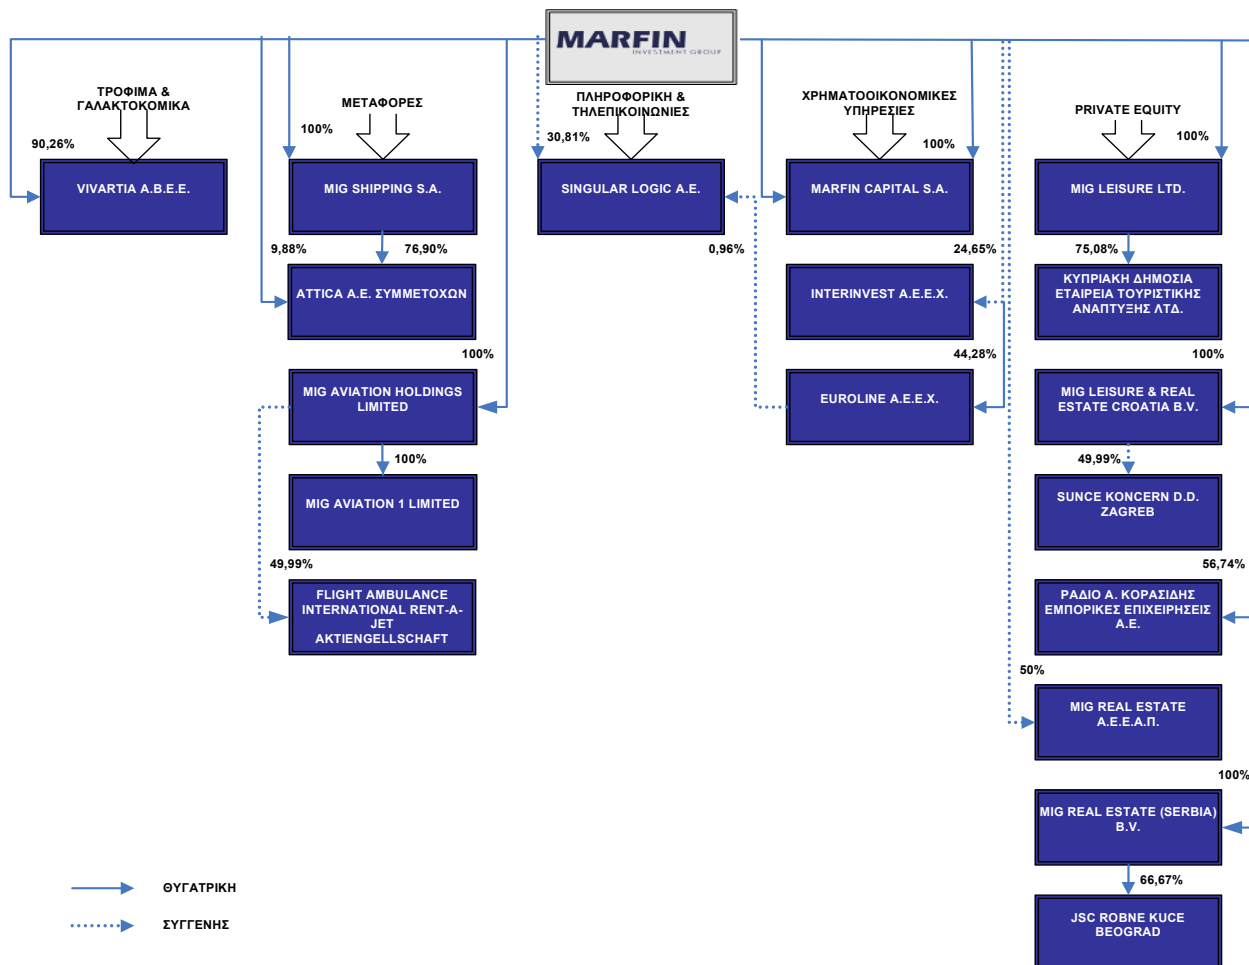 MARFIN
INVESTMENT GROUP
ΤΡΟΦΙΜΑ &
ΓΑΛΑΚΤΟΚΟΜΙΚΑ
90,26%
VIVARTIA A.B.E.E.
ΜΕΤΑΦΟΡΕΣ
100%
MIG SHIPPING S.A.
9,88%
76,90%
ATTICA Α.Ε. ΣΥΜΜΕΤΟΧΩΝ
100%
MIG AVIATION HOLDINGS
LIMITED
100%
MIG AVIATION 1 LIMITED
49,99%
FLIGHT AMBULANCE
INTERNATIONAL RENT-A-
JET
AKTIENGELLSCHAFT
ΠΛΗΡΟΦΟΡΙΚΗ &
ΤΗΛΕΠΙΚΟΙΝΩΝΙΕΣ
30,81%
SINGULAR LOGIC A.E.
0,96%
ΧΡΗΜΑΤΟΟΙΚΟΝΟΜΙΚΕΣ
ΥΠΗΡΕΣΙΕΣ
100%
MARFIN CAPITAL S.A.
24,65%
INTERINVEST Α.Ε.Ε.Χ.
44,28%
EUROLINE Α.Ε.Ε.Χ.
PRIVATE EQUITY
100%
MIG LEISURE LTD.
75,08%
ΚΥΠΡΙΑΚΗ ΔΗΜΟΣΙΑ
ΕΤΑΙΡΕΙΑ ΤΟΥΡΙΣΤΙΚΗΣ
ΑΝΑΠΤΥΞΗΣ ΛΤΔ.
100%
MIG LEISURE & REAL
ESTATE CROATIA B.V.
49,99%
SUNCE KONCERN D.D.
ZAGREB
56,74%
ΡΑΔΙΟ Α. ΚΟΡΑΣΙΔΗΣ
ΕΜΠΟΡΙΚΕΣ ΕΠΙΧΕΙΡΗΣΕΙΣ
Α.Ε.
50%
MIG REAL ESTATE
Α.Ε.Ε.Α.Π.
100%
MIG REAL ESTATE (SERBIA)
B.V.
66,67%
JSC ROBNE KUCE
BEOGRAD
ΘΥΓΑΤΡΙΚΗ
ΣΥΓΓΕΝΗΣ